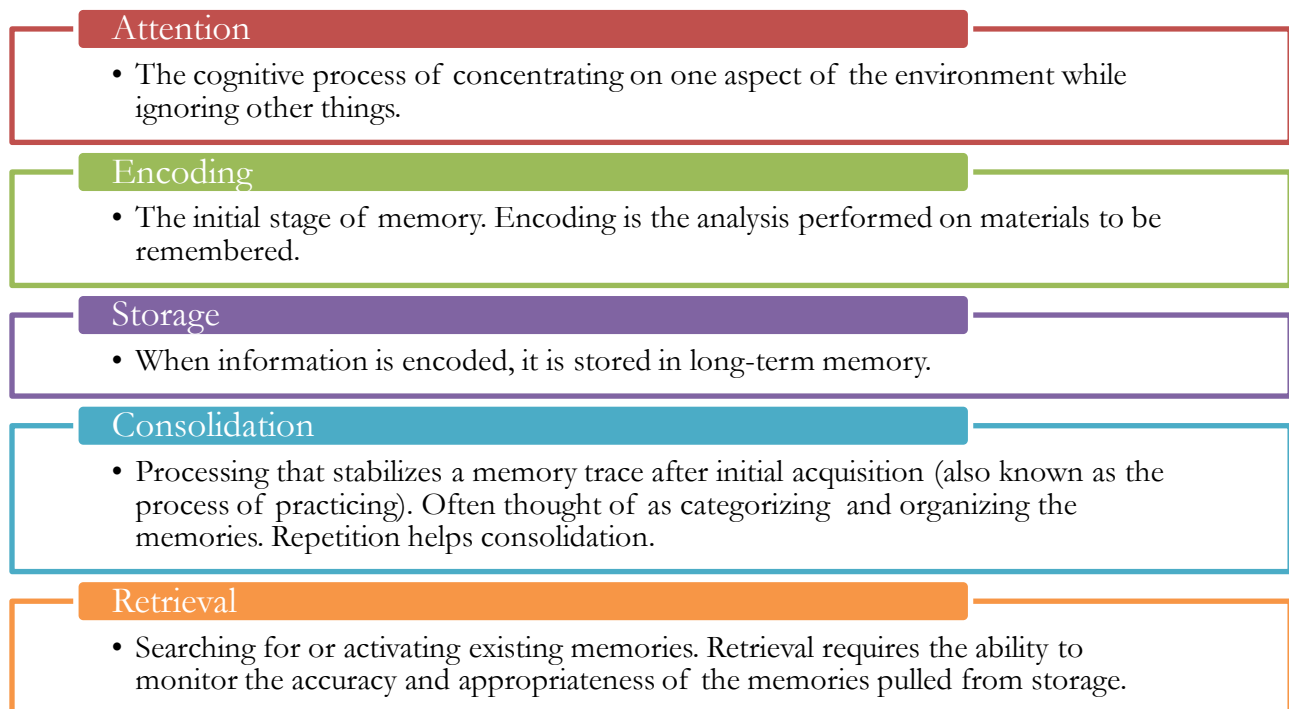 Attention
• The cognitive process of concentrating on one aspect of the environment while
ignoring other things.
Encoding
• The initial stage of memory. Encoding is the analysis performed on materials to be
remembered.
Storage
• When information is encoded, it is stored in long-term memory.
Consolidation
• Processing that stabilizes a memory trace after initial acquisition (also known as the
process of practicing). Often thought of as categorizing and organizing the
memories. Repetition helps consolidation.
Retrieval
• Searching for or activating existing memories. Retrieval requires the ability to
monitor the accuracy and appropriateness of the memories pulled from storage.